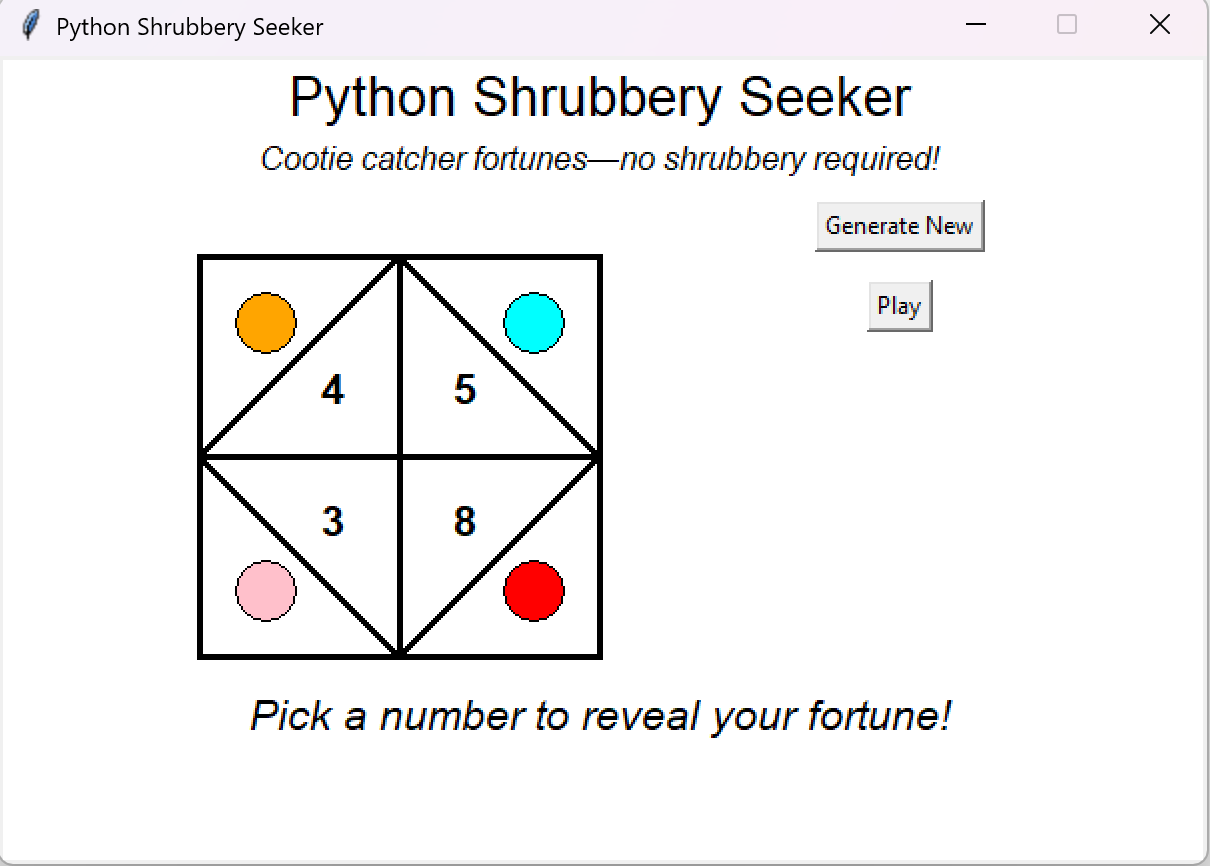 Python Shrubbery Seeker
Python Shrubbery Seeker
Cootie catcher fortunes—no shrubbery required!
Generate New
Play
4 5
3 8
Pick a number to reveal your fortune!